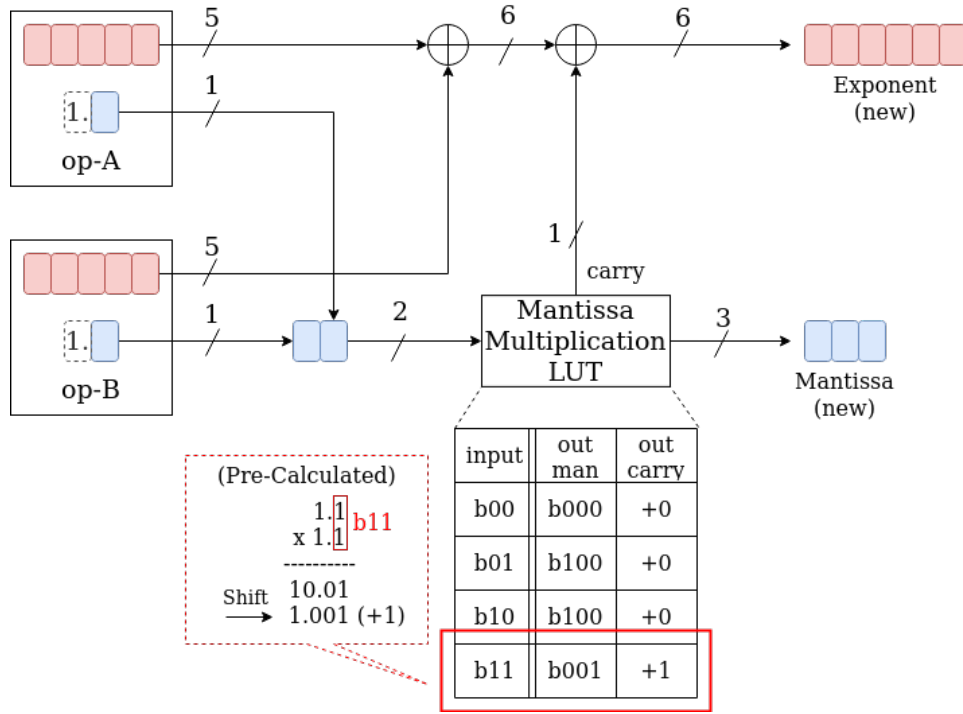 5
6
6
1
1.
op-A
Exponent
(new)
5
1
carry
1
1.
op-B
2
Mantissa
Multiplication
LUT
3
Mantissa
(new)
(Pre-Calculated)
1.1
x 1.1
b11
----------
10.01
Shift
1.001 (+1)
input
out
man
out
carry
b00
b000
+0
b01
b100
+0
b10
b100
+0
b11
b001
+1